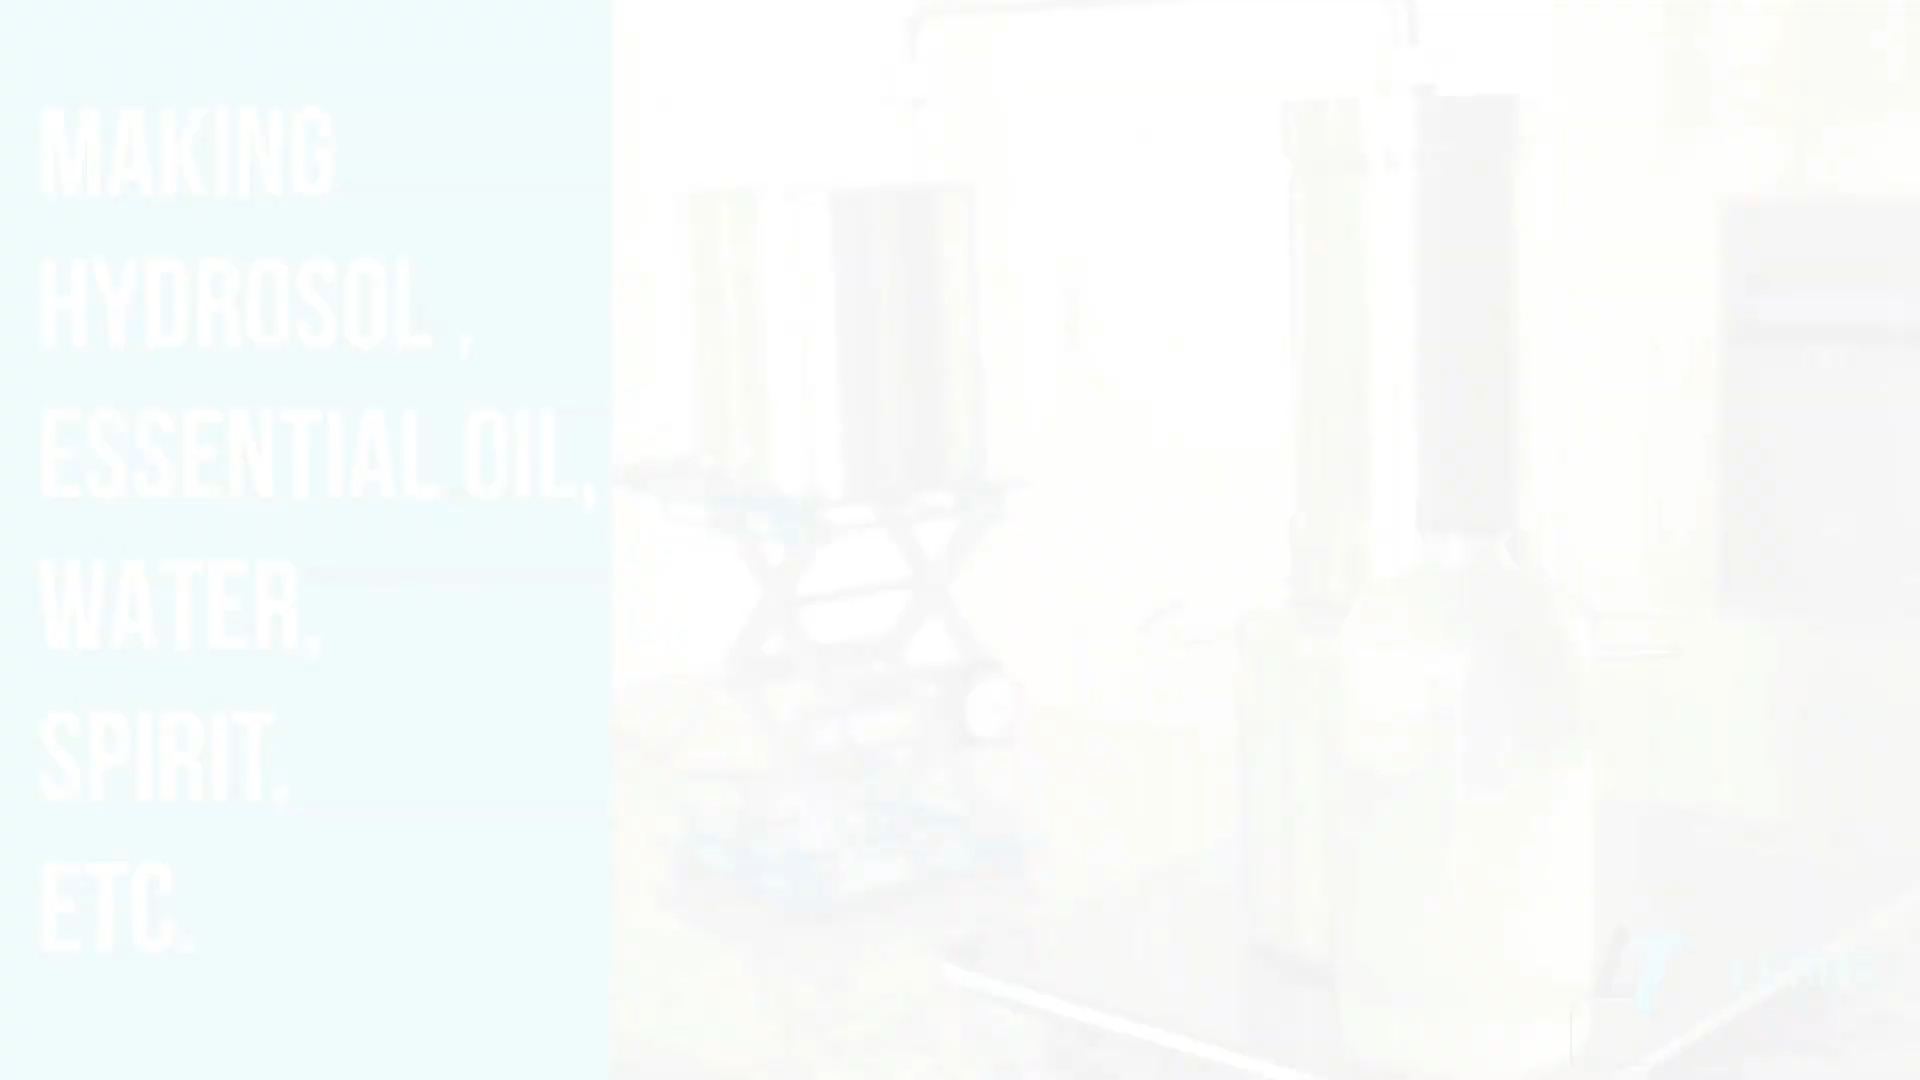 MAKING
HYDROSOL ,
ESSENTIAL OIL,
WATER,
SPIRIT,
ETC.